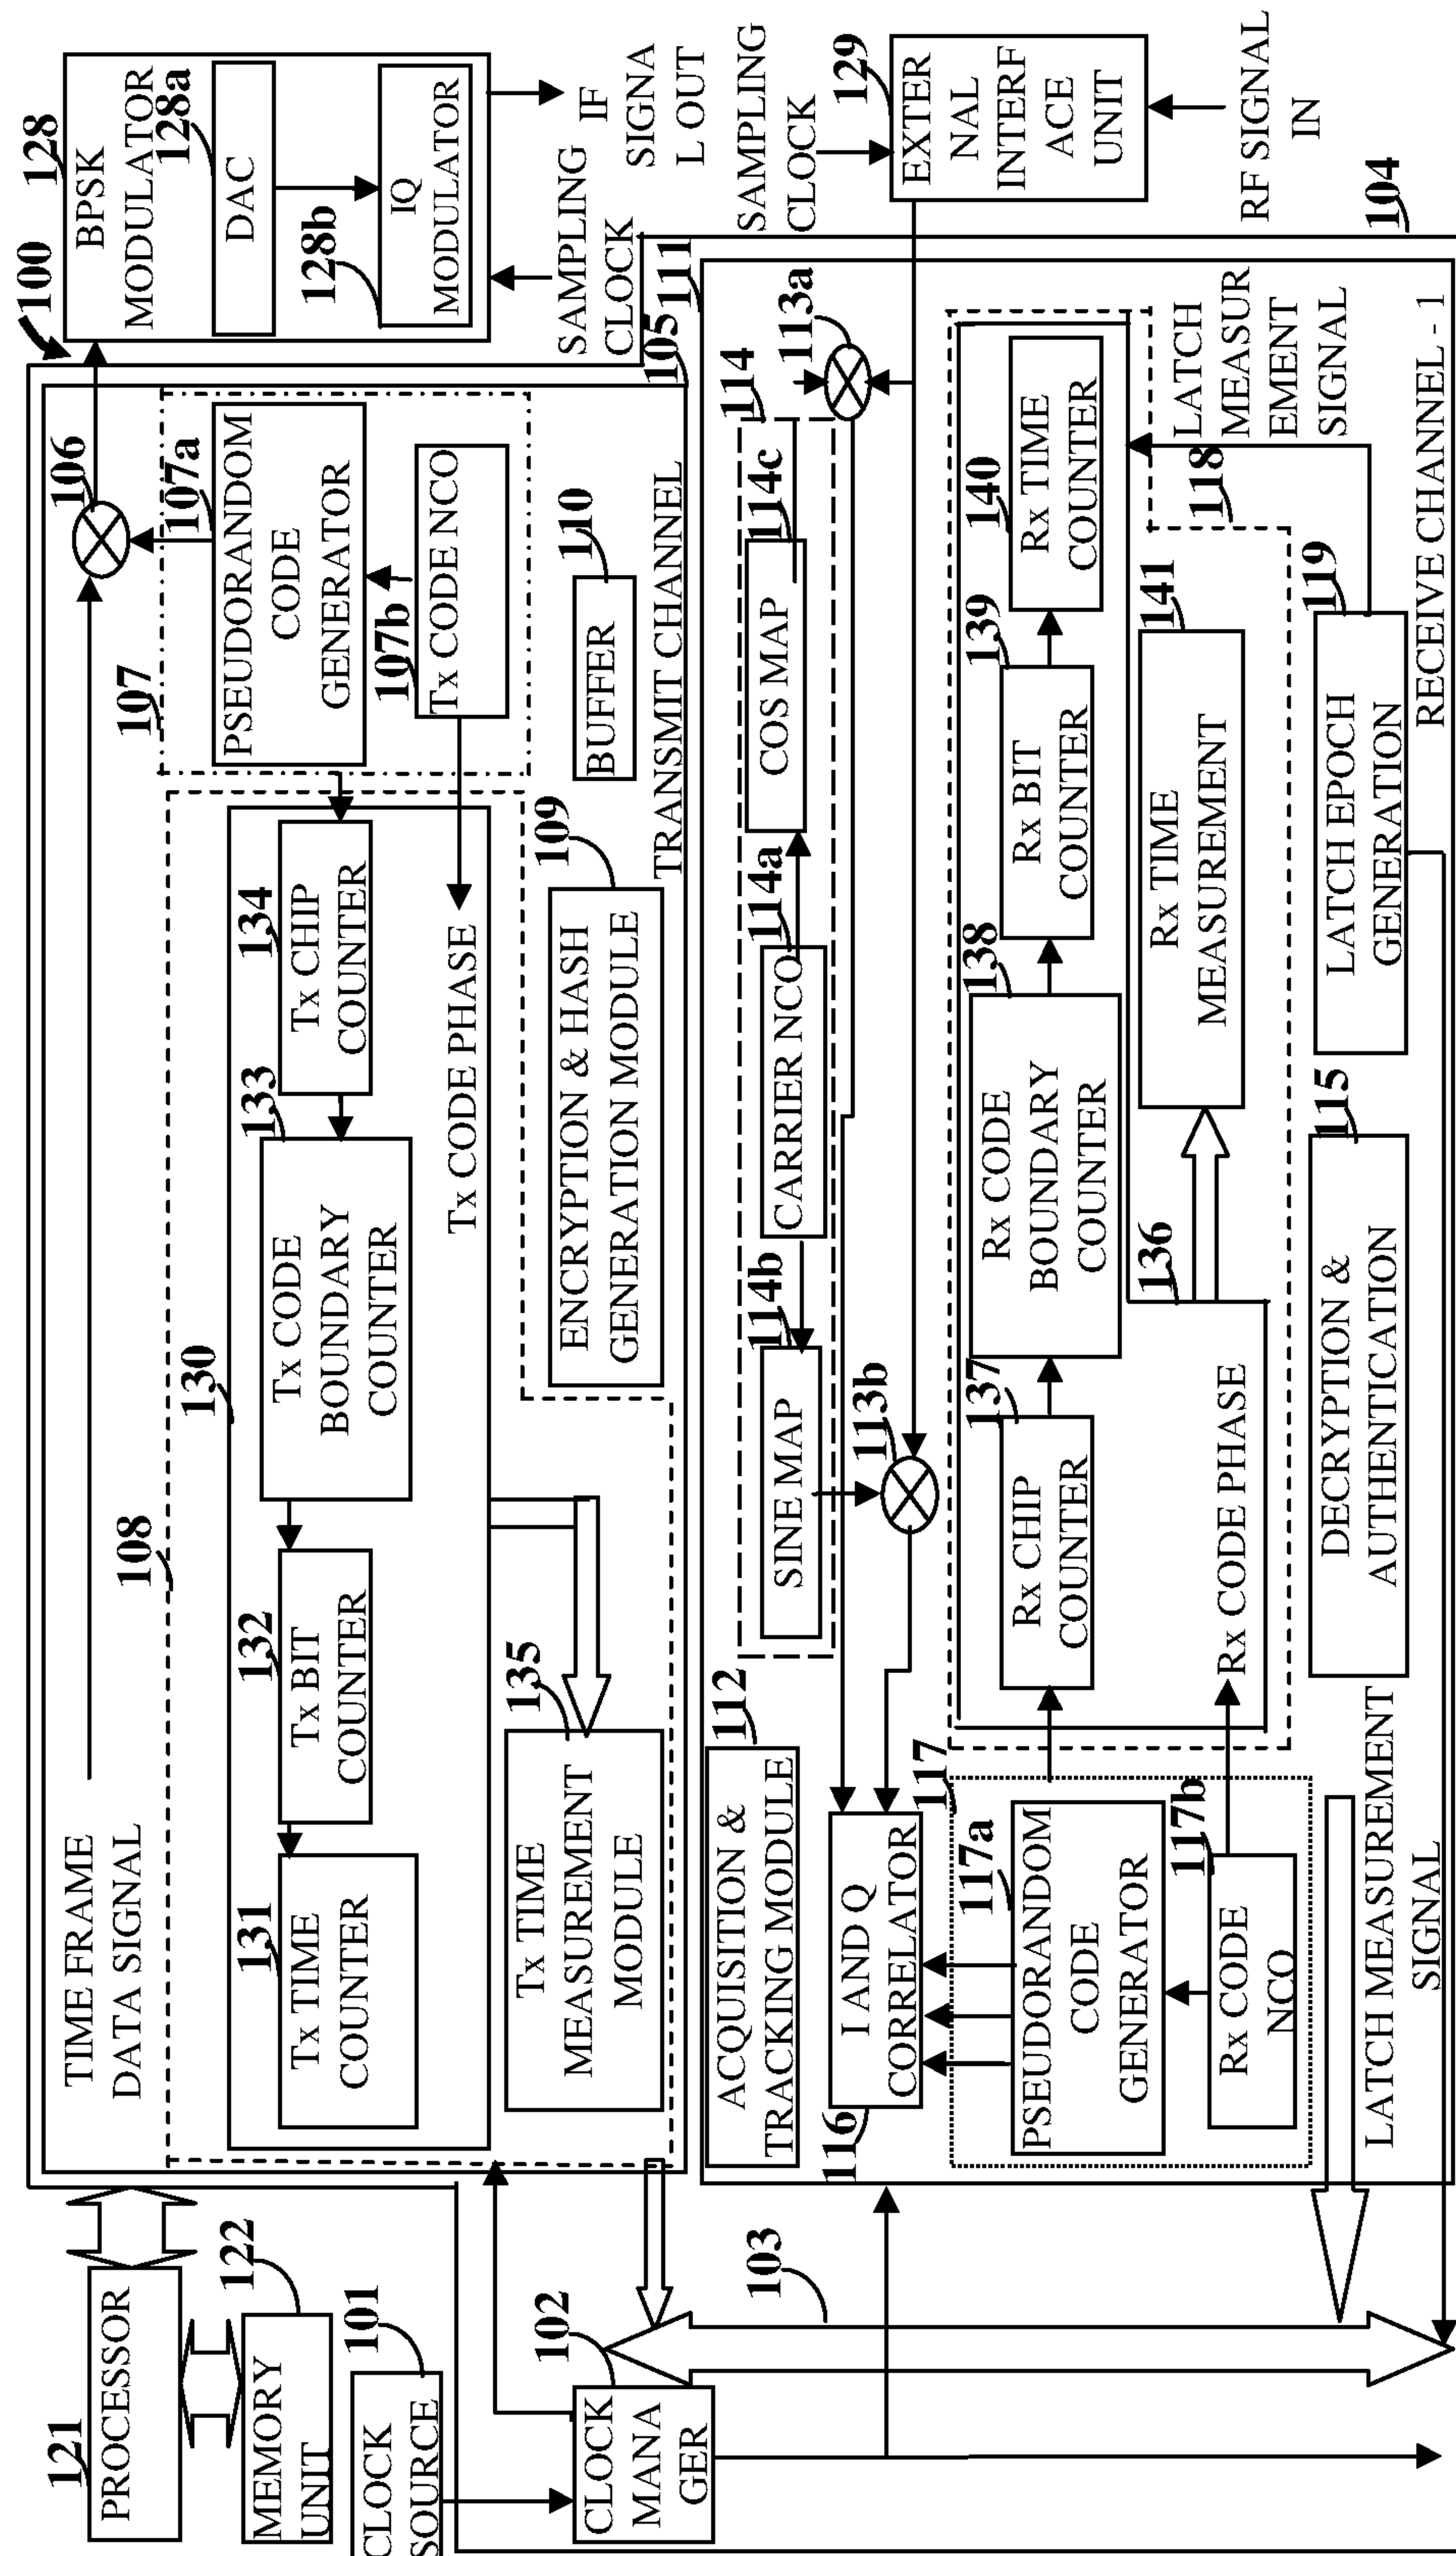 100
121
PROCESSOR
122
MEMORY
UNIT
101
CLOCK
SOURCE
102
CLOCK
MANA
GER
103
TIME FRAME
DATA SIGNAL
106
128
BPSK
MODULATOR
128a
DAC
128b
IQ
MODULATOR
IF
SIGNA
L OUT
SAMPLING
CLOCK
108
130
131
Tx TIME
COUNTER
132
Tx BIT
COUNTER
133
Tx CODE
BOUNDARY
COUNTER
134
Tx CHIP
COUNTER
107
107a
PSEUDORANDOM
CODE
GENERATOR
107b
Tx CODE NCO
Tx CODE PHASE
135
Tx TIME
MEASUREMENT
MODULE
109
ENCRYPTION & HASH
GENERATION MODULE
110
BUFFER
TRANSMIT CHANNEL
105
111
112
ACQUISITION &
TRACKING MODULE
114
114b
SINE MAP
114a
CARRIER NCO
114c
COS MAP
113a
113b
SAMPLING
CLOCK
129
EXTER
NAL
INTERF
ACE
UNIT
RF SIGNAL
IN
104
116
I AND Q
CORRELATOR
117
117a
PSEUDORANDOM
CODE
GENERATOR
117b
Rx CODE
NCO
137
Rx CHIP
COUNTER
138
Rx CODE
BOUNDARY
COUNTER
139
Rx BIT
COUNTER
140
Rx TIME
COUNTER
Rx CODE PHASE
136
141
Rx TIME
MEASUREMENT
118
LATCH
MEASUR
EMENT
SIGNAL
115
DECRYPTION &
AUTHENTICATION
119
LATCH EPOCH
GENERATION
LATCH MEASUREMENT
SIGNAL
RECEIVE CHANNEL - 1